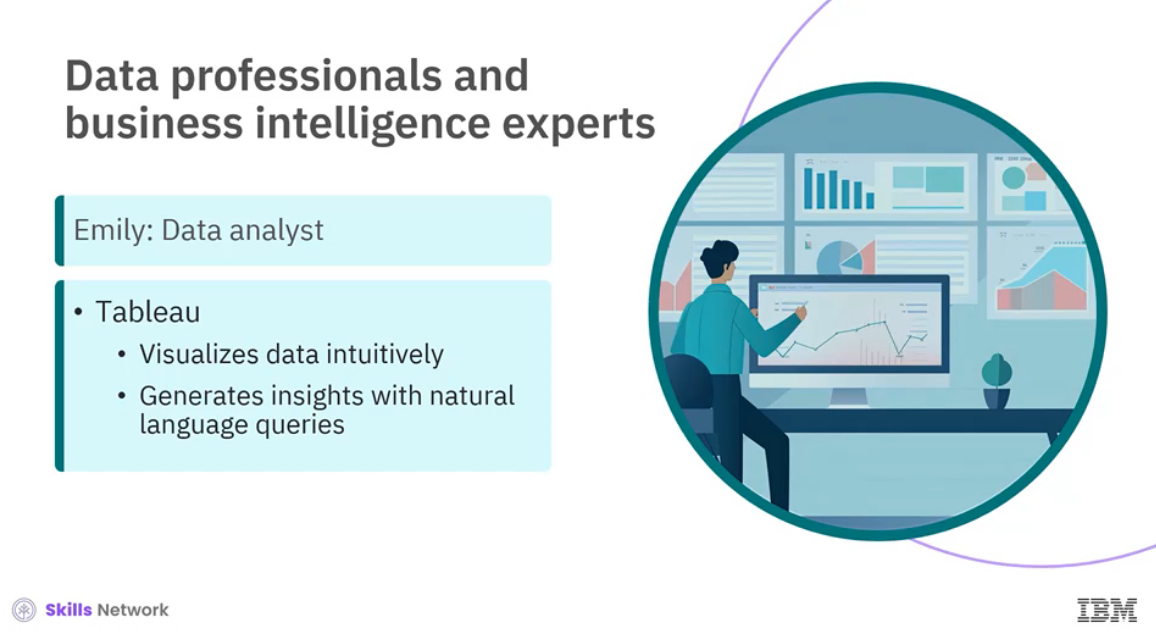 Data professionals and
business intelligence experts
Emily: Data analyst
• Tableau
• Visualizes data intuitively
• Generates insights with natural
language queries
Skills Network
IBM